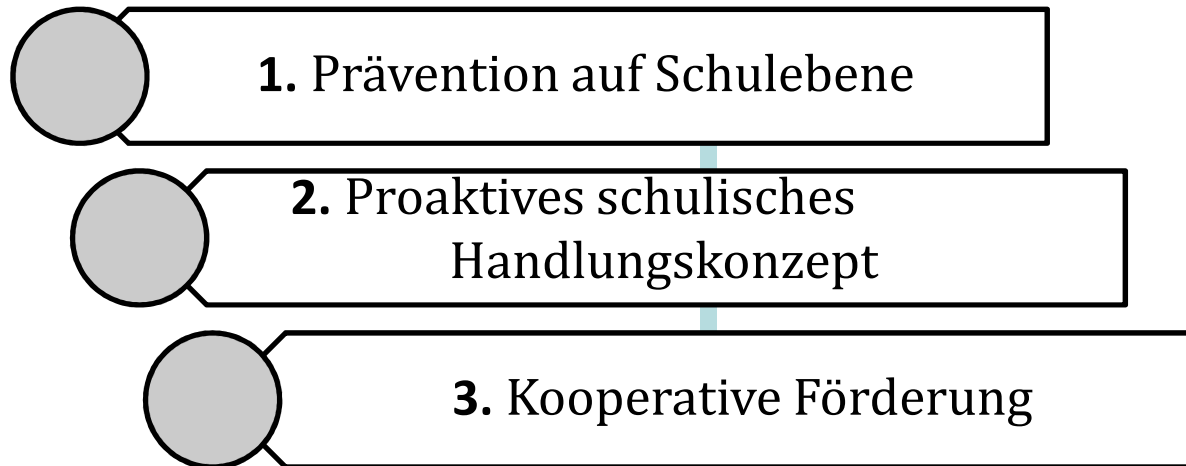 1. Prävention auf Schulebene
2. Proaktives schulisches
Handlungskonzept
3. Kooperative Förderung